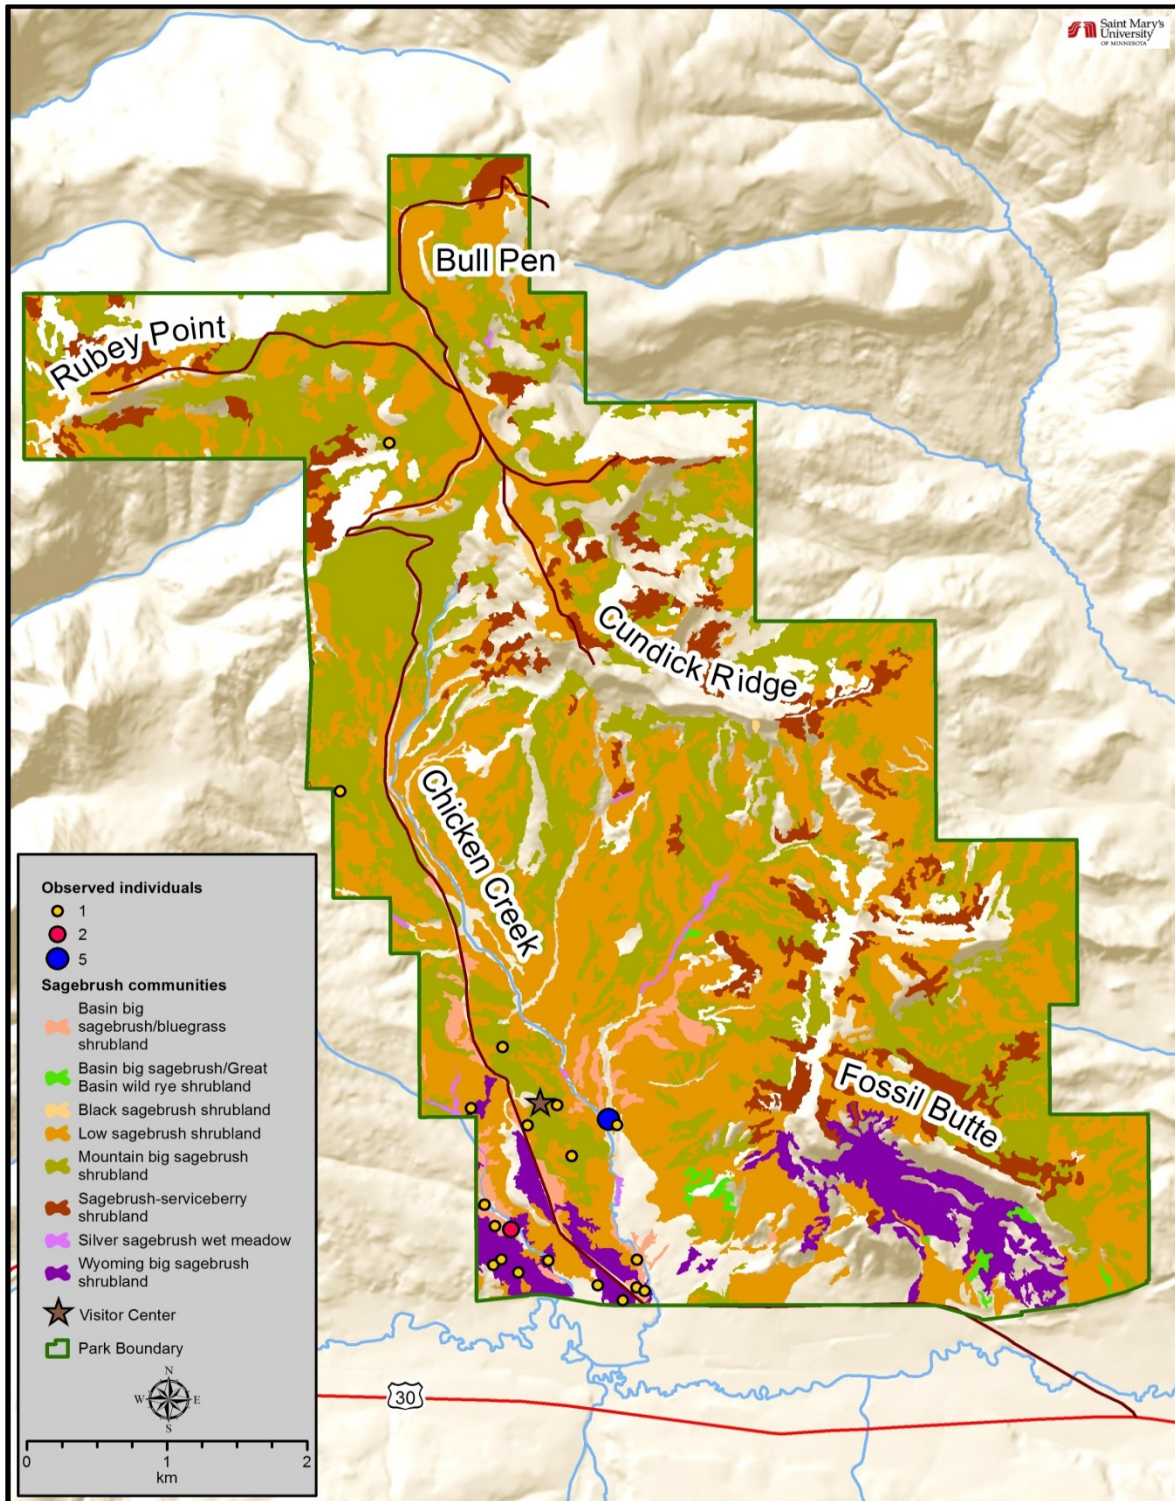 Saint Mary's
University
OF MINNESOTA
Bull Pen
Rubey Point
Cundick Ridge
Chicken Creek
Fossil Butte
Observed individuals
1
2
5
Sagebrush communities
Basin big
sagebrush/bluegrass
shrubland
Basin big sagebrush/Great
Basin wild rye shrubland
Black sagebrush shrubland
Low sagebrush shrubland
Mountain big sagebrush
shrubland
Sagebrush-serviceberry
shrubland
Silver sagebrush wet meadow
Wyoming big sagebrush
shrubland
Visitor Center
Park Boundary
N
W E
S
0 1 2
km
30